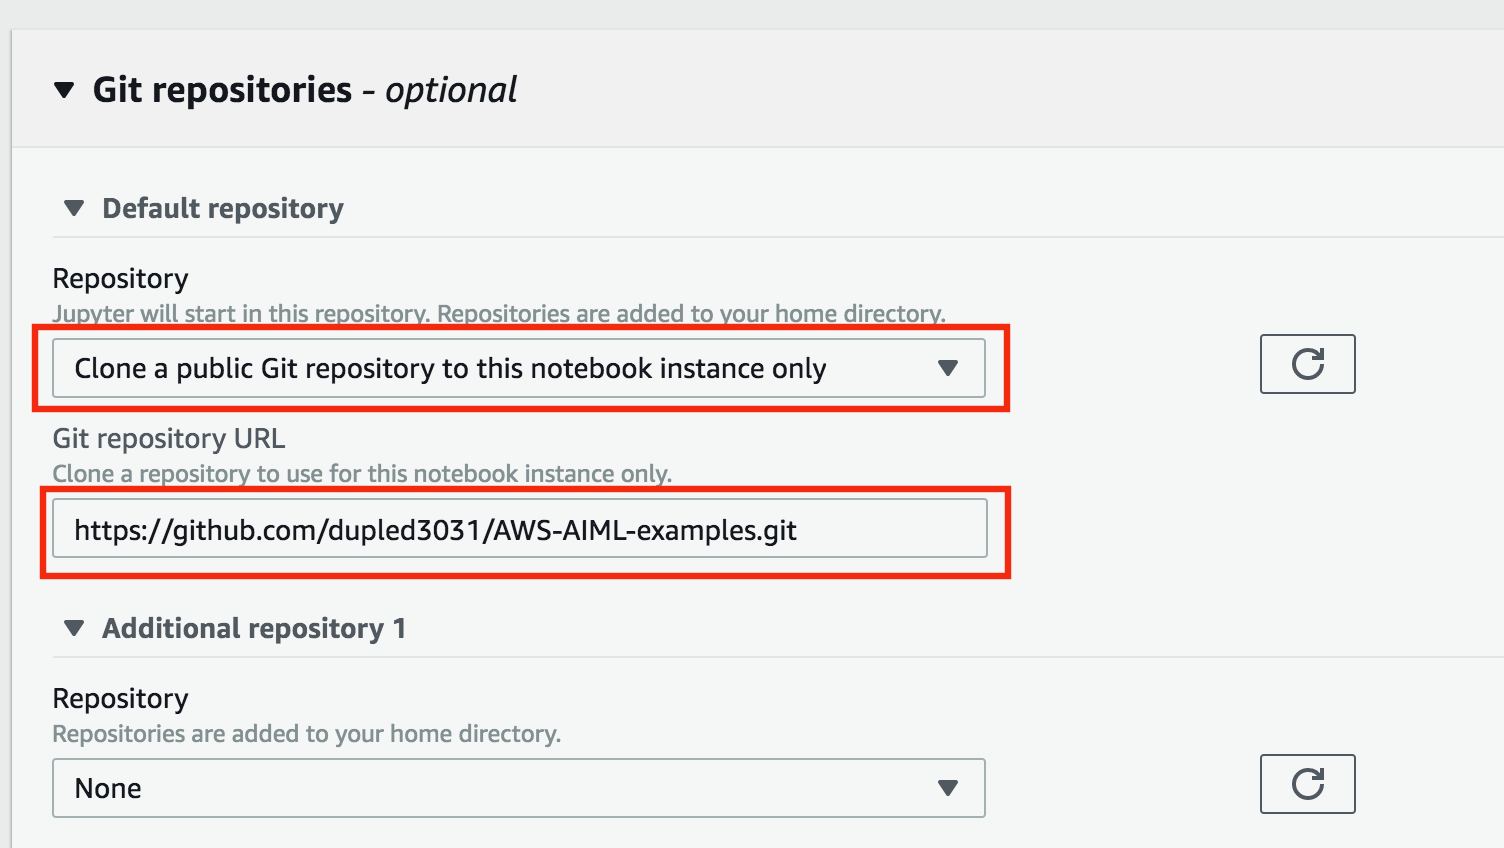 Git repositories - optional
Default repository
Repository
Jupyter will start in this repository. Repositories are added to your home directory.
Clone a public Git repository to this notebook instance only
Git repository URL
Clone a repository to use for this notebook instance only.
https://github.com/dupled3031/AWS-AIML-examples.git
Additional repository 1
Repository
Repositories are added to your home directory.
None